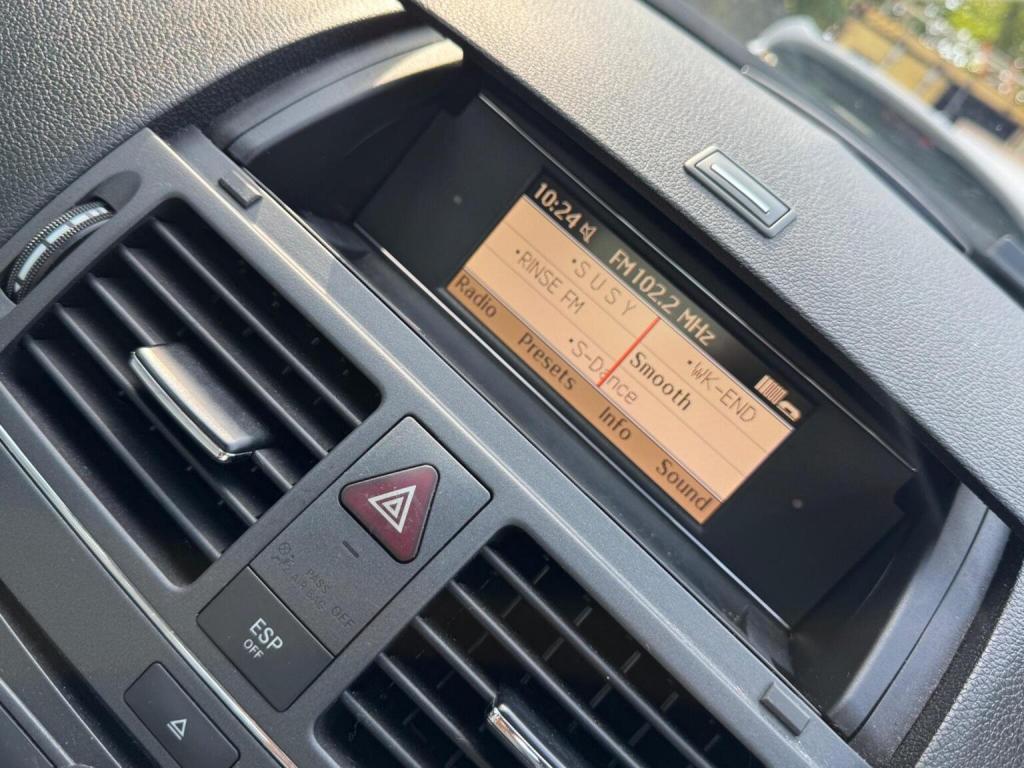 10:24 FM 102.2 MHz
•S U S Y •WK-END
•RINSE FM Smooth
•S-Dance
Radio Presets Info Sound
PASS
AIR BAG OFF
ESP
OFF